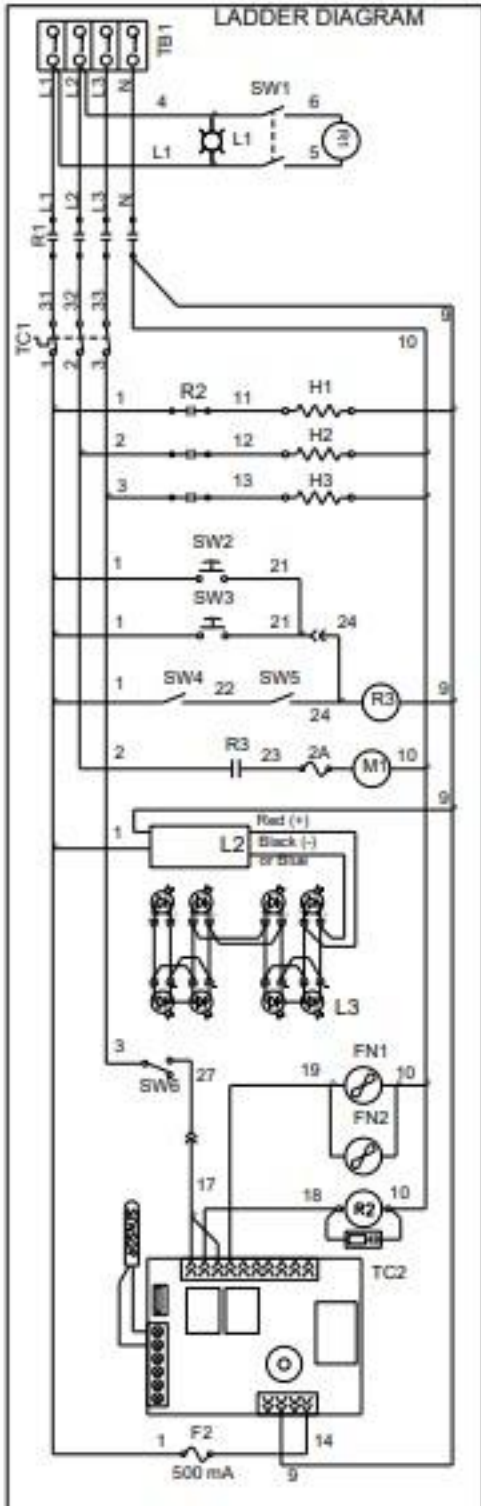 LADDER DIAGRAM
TB1
L1 L2 L3 N
4 SW1 6
L1 R1
L1 5
L1 L2 L3 N
R1
31 32 33
9
TC1
10
1 2 3
1 R2 11 H1
2 12 H2
3 13 H3
SW2
1 21
SW3
1 21 24
1 SW4 22 SW5 R3 9
24
2 R3 23 2A M1 10
9
Red (+)
1 L2 Black (-)
or Blue
L3
3 27 19 FN1 10
SW6
FN2
17 18 R2 10
SENSOR
TC2
1 F2 14
500 mA 9